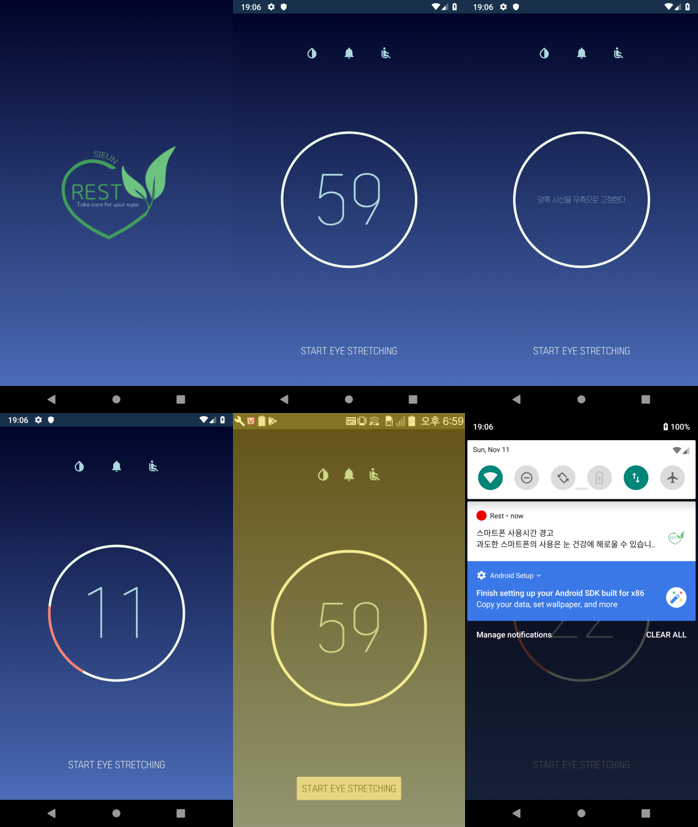 SIEUN
REST
Take care for your eyes
19:06
59
START EYE STRETCHING
19:06
양쪽 시선을 우측으로 고정한다
START EYE STRETCHING
19:06
11
START EYE STRETCHING
오후 6:59
59
START EYE STRETCHING
19:06
100%
Sun, Nov 11
Rest • now
스마트폰 사용시간 경고
과도한 스마트폰의 사용은 눈 건강에 해로울 수 있습니..
REST
Android Setup
Finish setting up your Android SDK built for x86
Copy your data, set wallpaper, and more
Manage notifications
CLEAR ALL
22
START EYE STRETCHING